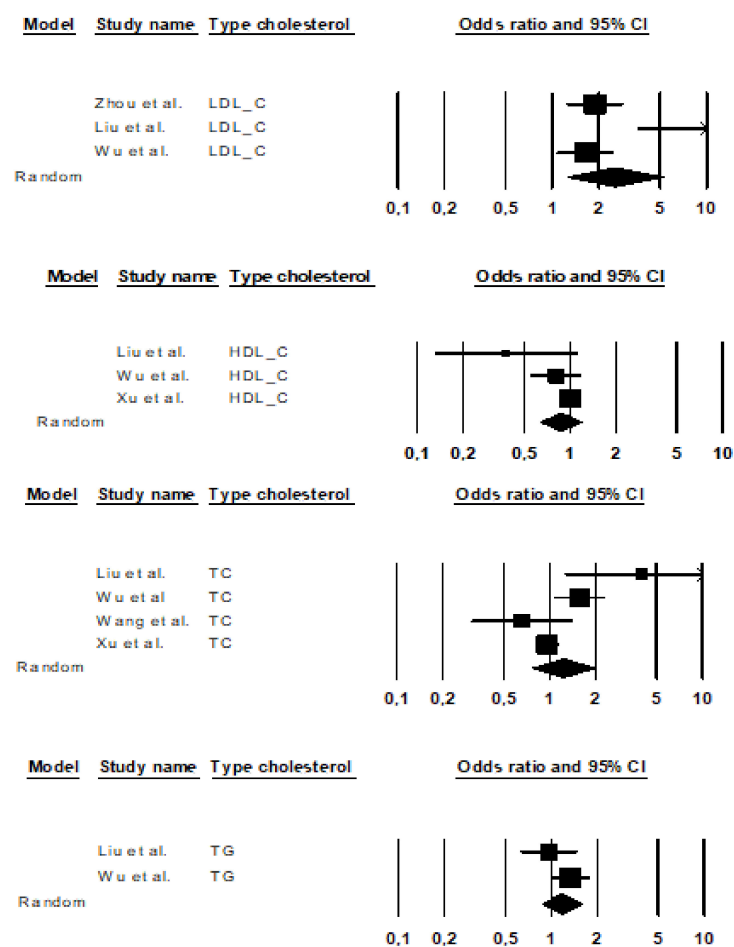 Model Study name Type cholesterol Odds ratio and 95% CI
Zhou et al. LDL_C
Liu et al. LDL_C
Wu et al. LDL_C
Random
0,1 0,2 0,5 1 2 5 10
Model Study name Type cholesterol Odds ratio and 95% CI
Liu et al. HDL_C
Wu et al. HDL_C
Xu et al. HDL_C
Random
0,1 0,2 0,5 1 2 5 10
Model Study name Type cholesterol Odds ratio and 95% CI
Liu et al. TC
Wu et al TC
Wang et al. TC
Xu et al. TC
Random
0,1 0,2 0,5 1 2 5 10
Model Study name Type cholesterol Odds ratio and 95% CI
Liu et al. TG
Wu et al. TG
Random
0,1 0,2 0,5 1 2 5 10